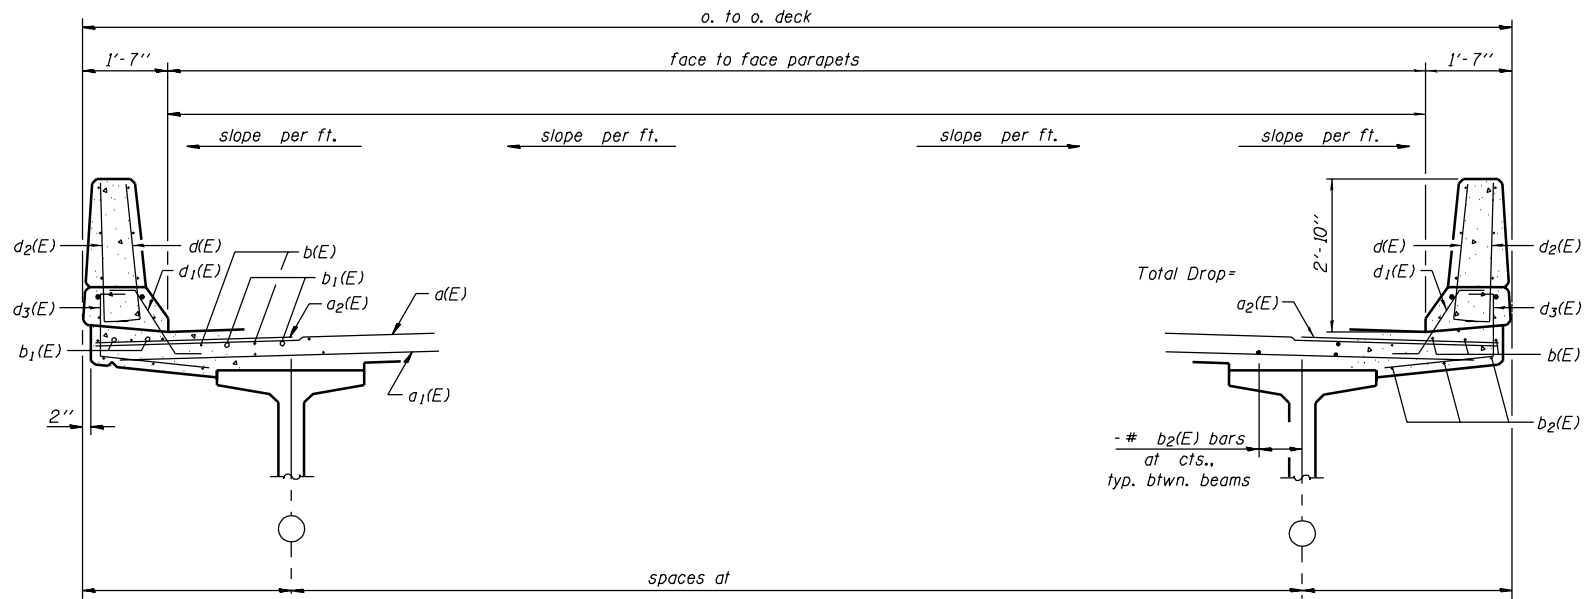 o. to o. deck
1'-7"
face to face parapets
1'-7"
slope per ft.
slope per ft.
slope per ft.
slope per ft.
d2(E)
d(E)
d1(E)
b(E)
b1(E)
a2(E)
a(E)
d3(E)
b1(E)
a1(E)
2"
2'-10"
Total Drop=
a2(E)
d(E)
d1(E)
d2(E)
d3(E)
b(E)
b2(E)
-# b2(E) bars
at cts.,
typ. btwn. beams
spaces at